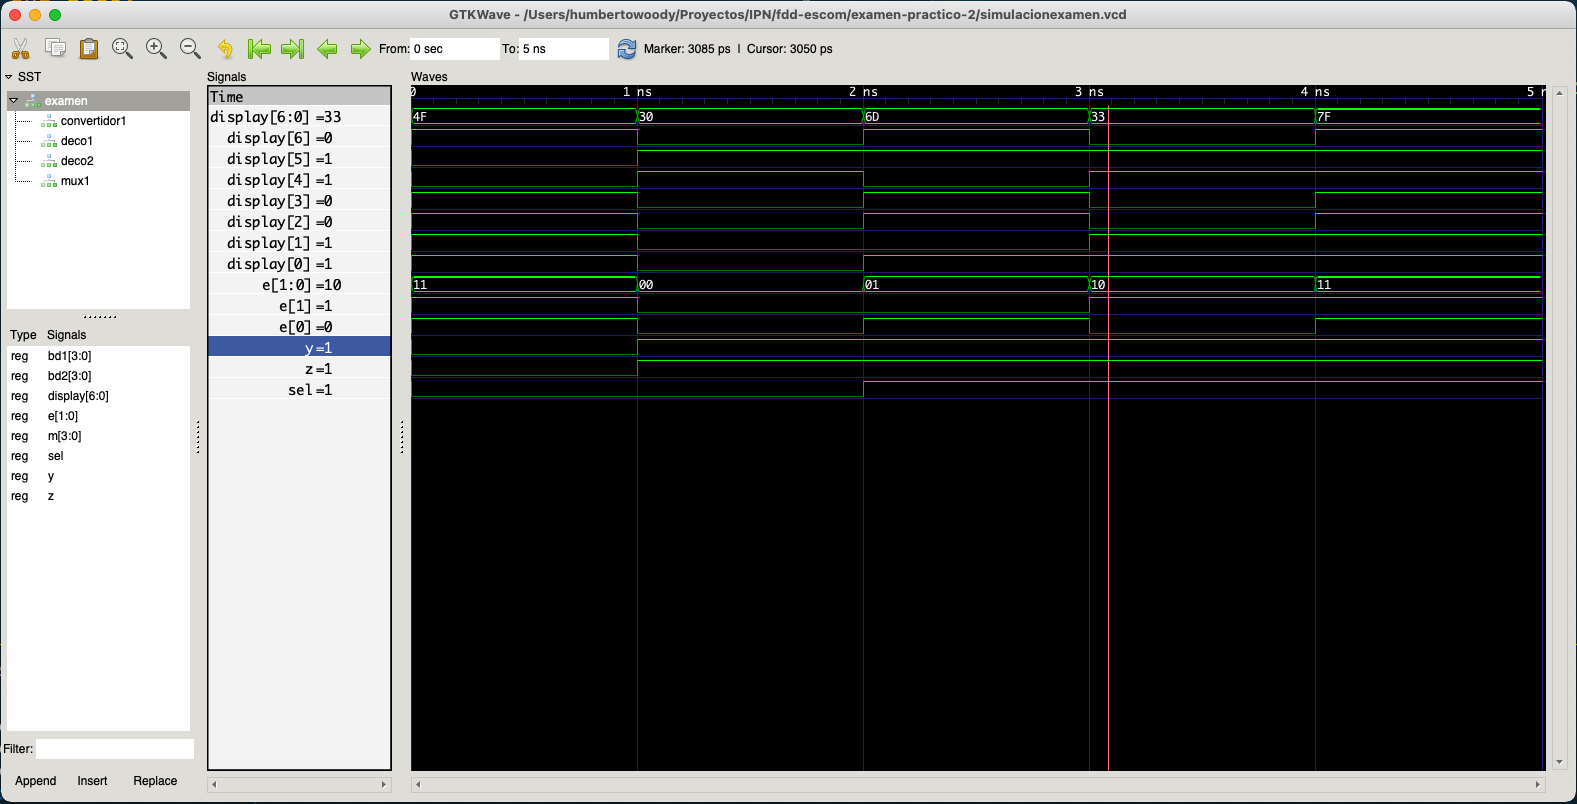 GTKWave - /Users/humbertowoody/Proyectos/IPN/fdd-escom/examen-practico-2/simulacionexamen.vcd
From: 0 sec To: 5 ns Marker: 3085 ps | Cursor: 3050 ps
SST
examen
convertidor1
deco1
deco2
mux1
Type Signals
reg bd1[3:0]
reg bd2[3:0]
reg display[6:0]
reg e[1:0]
reg m[3:0]
reg sel
reg y
reg z
Filter:
Append Insert Replace
Signals
Time
display[6:0] =33
display[6] =0
display[5] =1
display[4] =1
display[3] =0
display[2] =0
display[1] =1
display[0] =1
e[1:0] =10
e[1] =1
e[0] =0
y =1
z =1
sel =1
Waves
0 1 ns 2 ns 3 ns 4 ns 5
4F 30 6D 33 7F
11 00 01 10 11